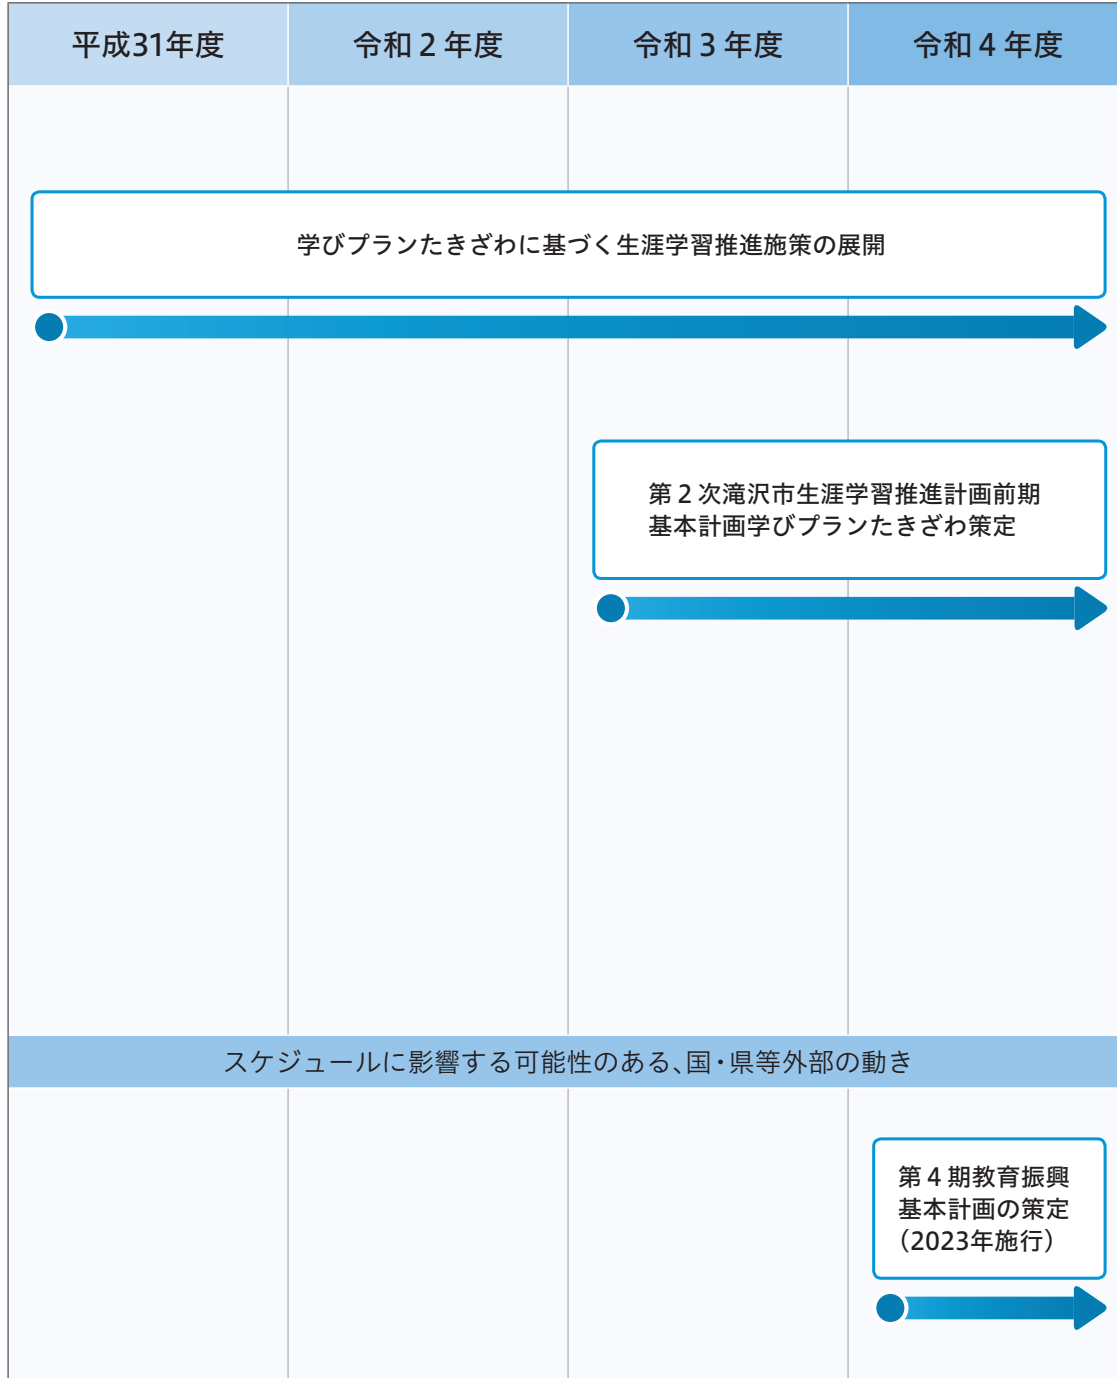 平成31年度 令和2年度 令和3年度 令和4年度
学びプランたきざわに基づく生涯学習推進施策の展開
第2次滝沢市生涯学習推進計画前期
基本計画学びプランたきざわ策定
スケジュールに影響する可能性のある、国・県等外部の動き
第4期教育振興
基本計画の策定
（2023年施行）